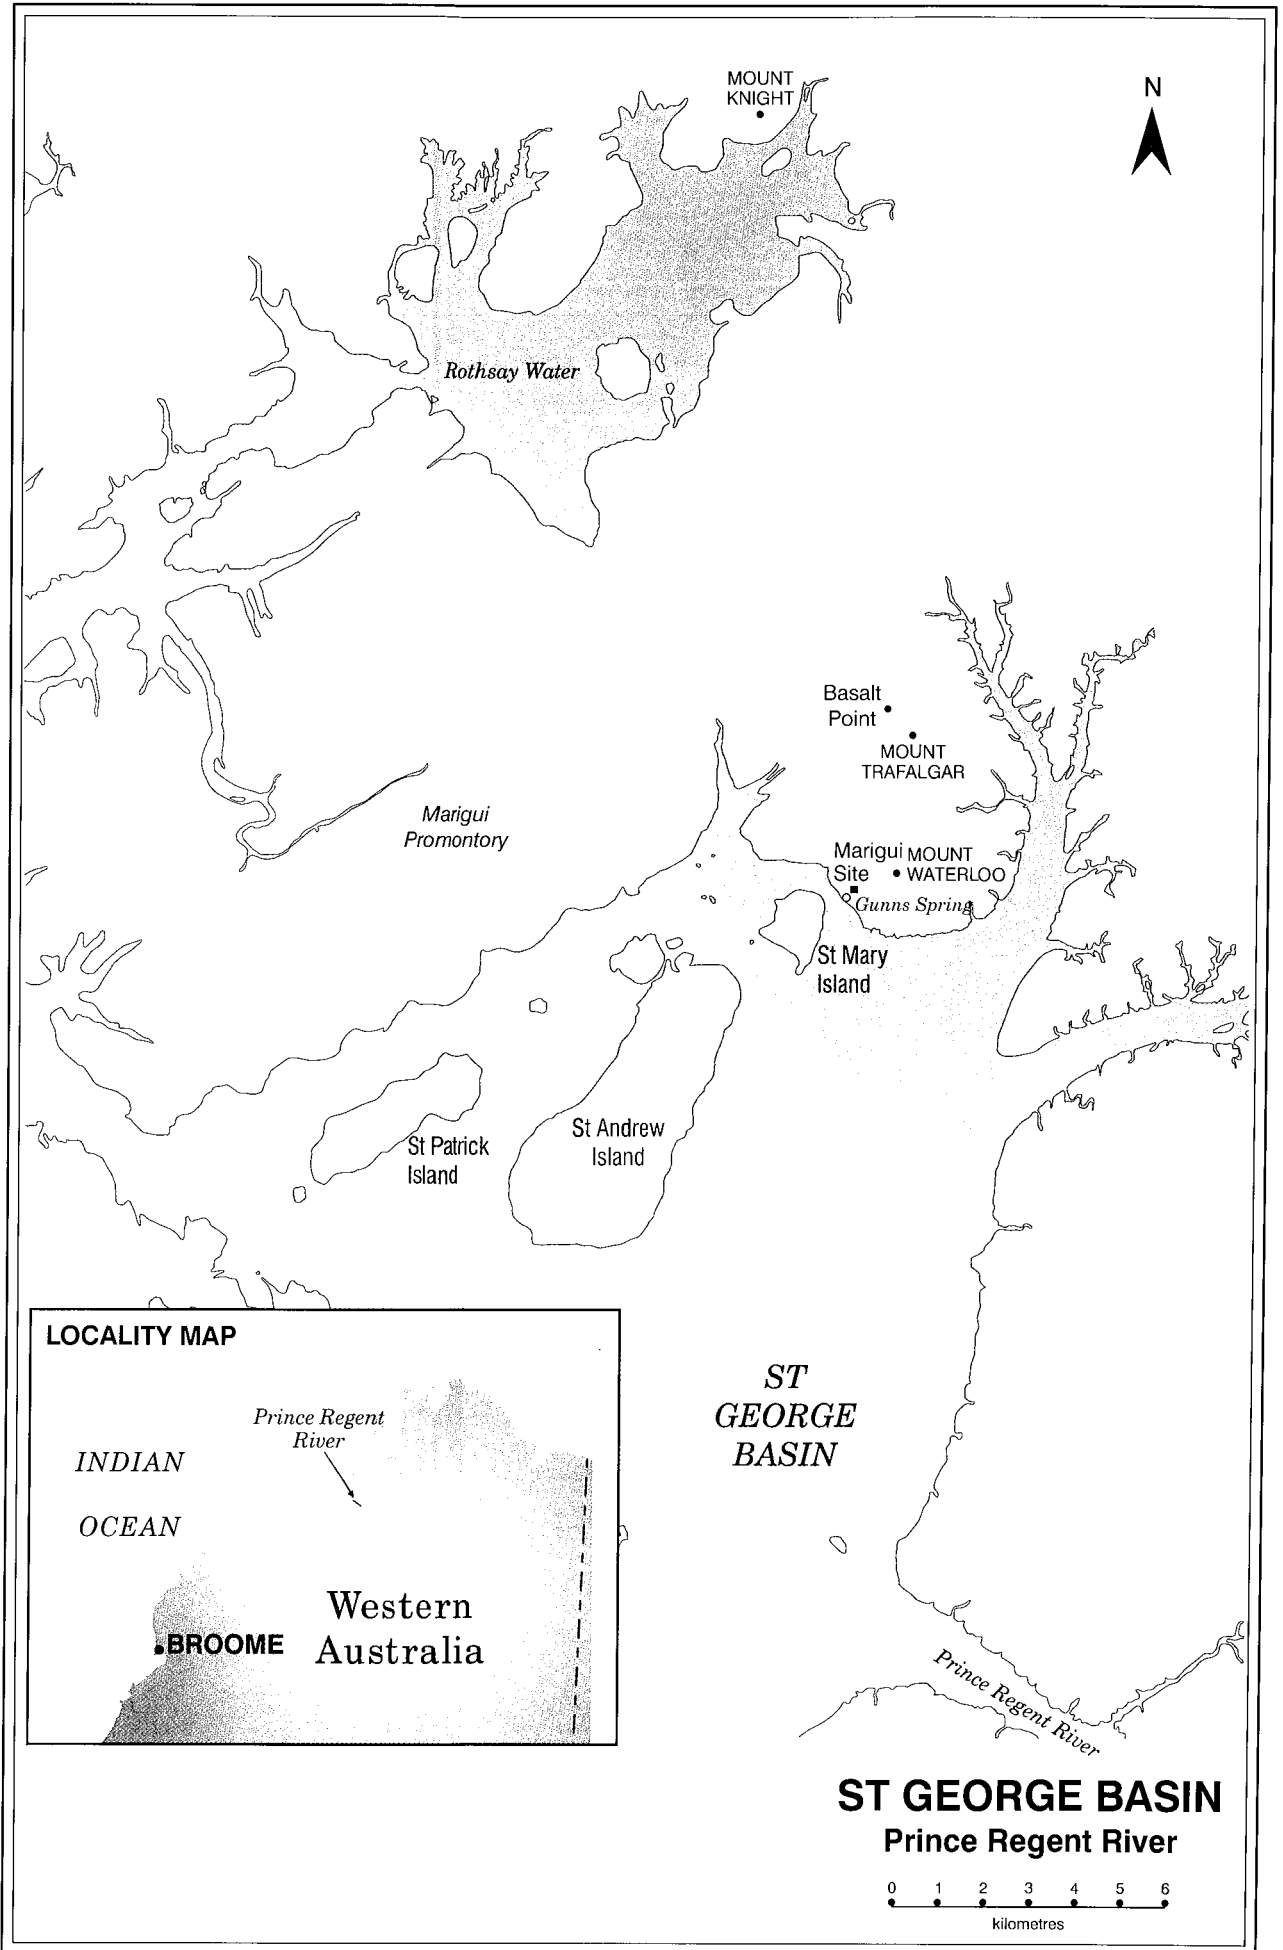 MOUNT
KNIGHT
N
Rothsay Water
Basalt
Point
MOUNT
TRAFALGAR
Marigui
Promontory
Marigui
Site
MOUNT
WATERLOO
Gunns Spring
St Mary
Island
St Andrew
Island
St Patrick
Island
LOCALITY MAP
Prince Regent
River
INDIAN
OCEAN
Western
Australia
BROOME
ST
GEORGE
BASIN
Prince Regent River
ST GEORGE BASIN
Prince Regent River
0 1 2 3 4 5 6
kilometres